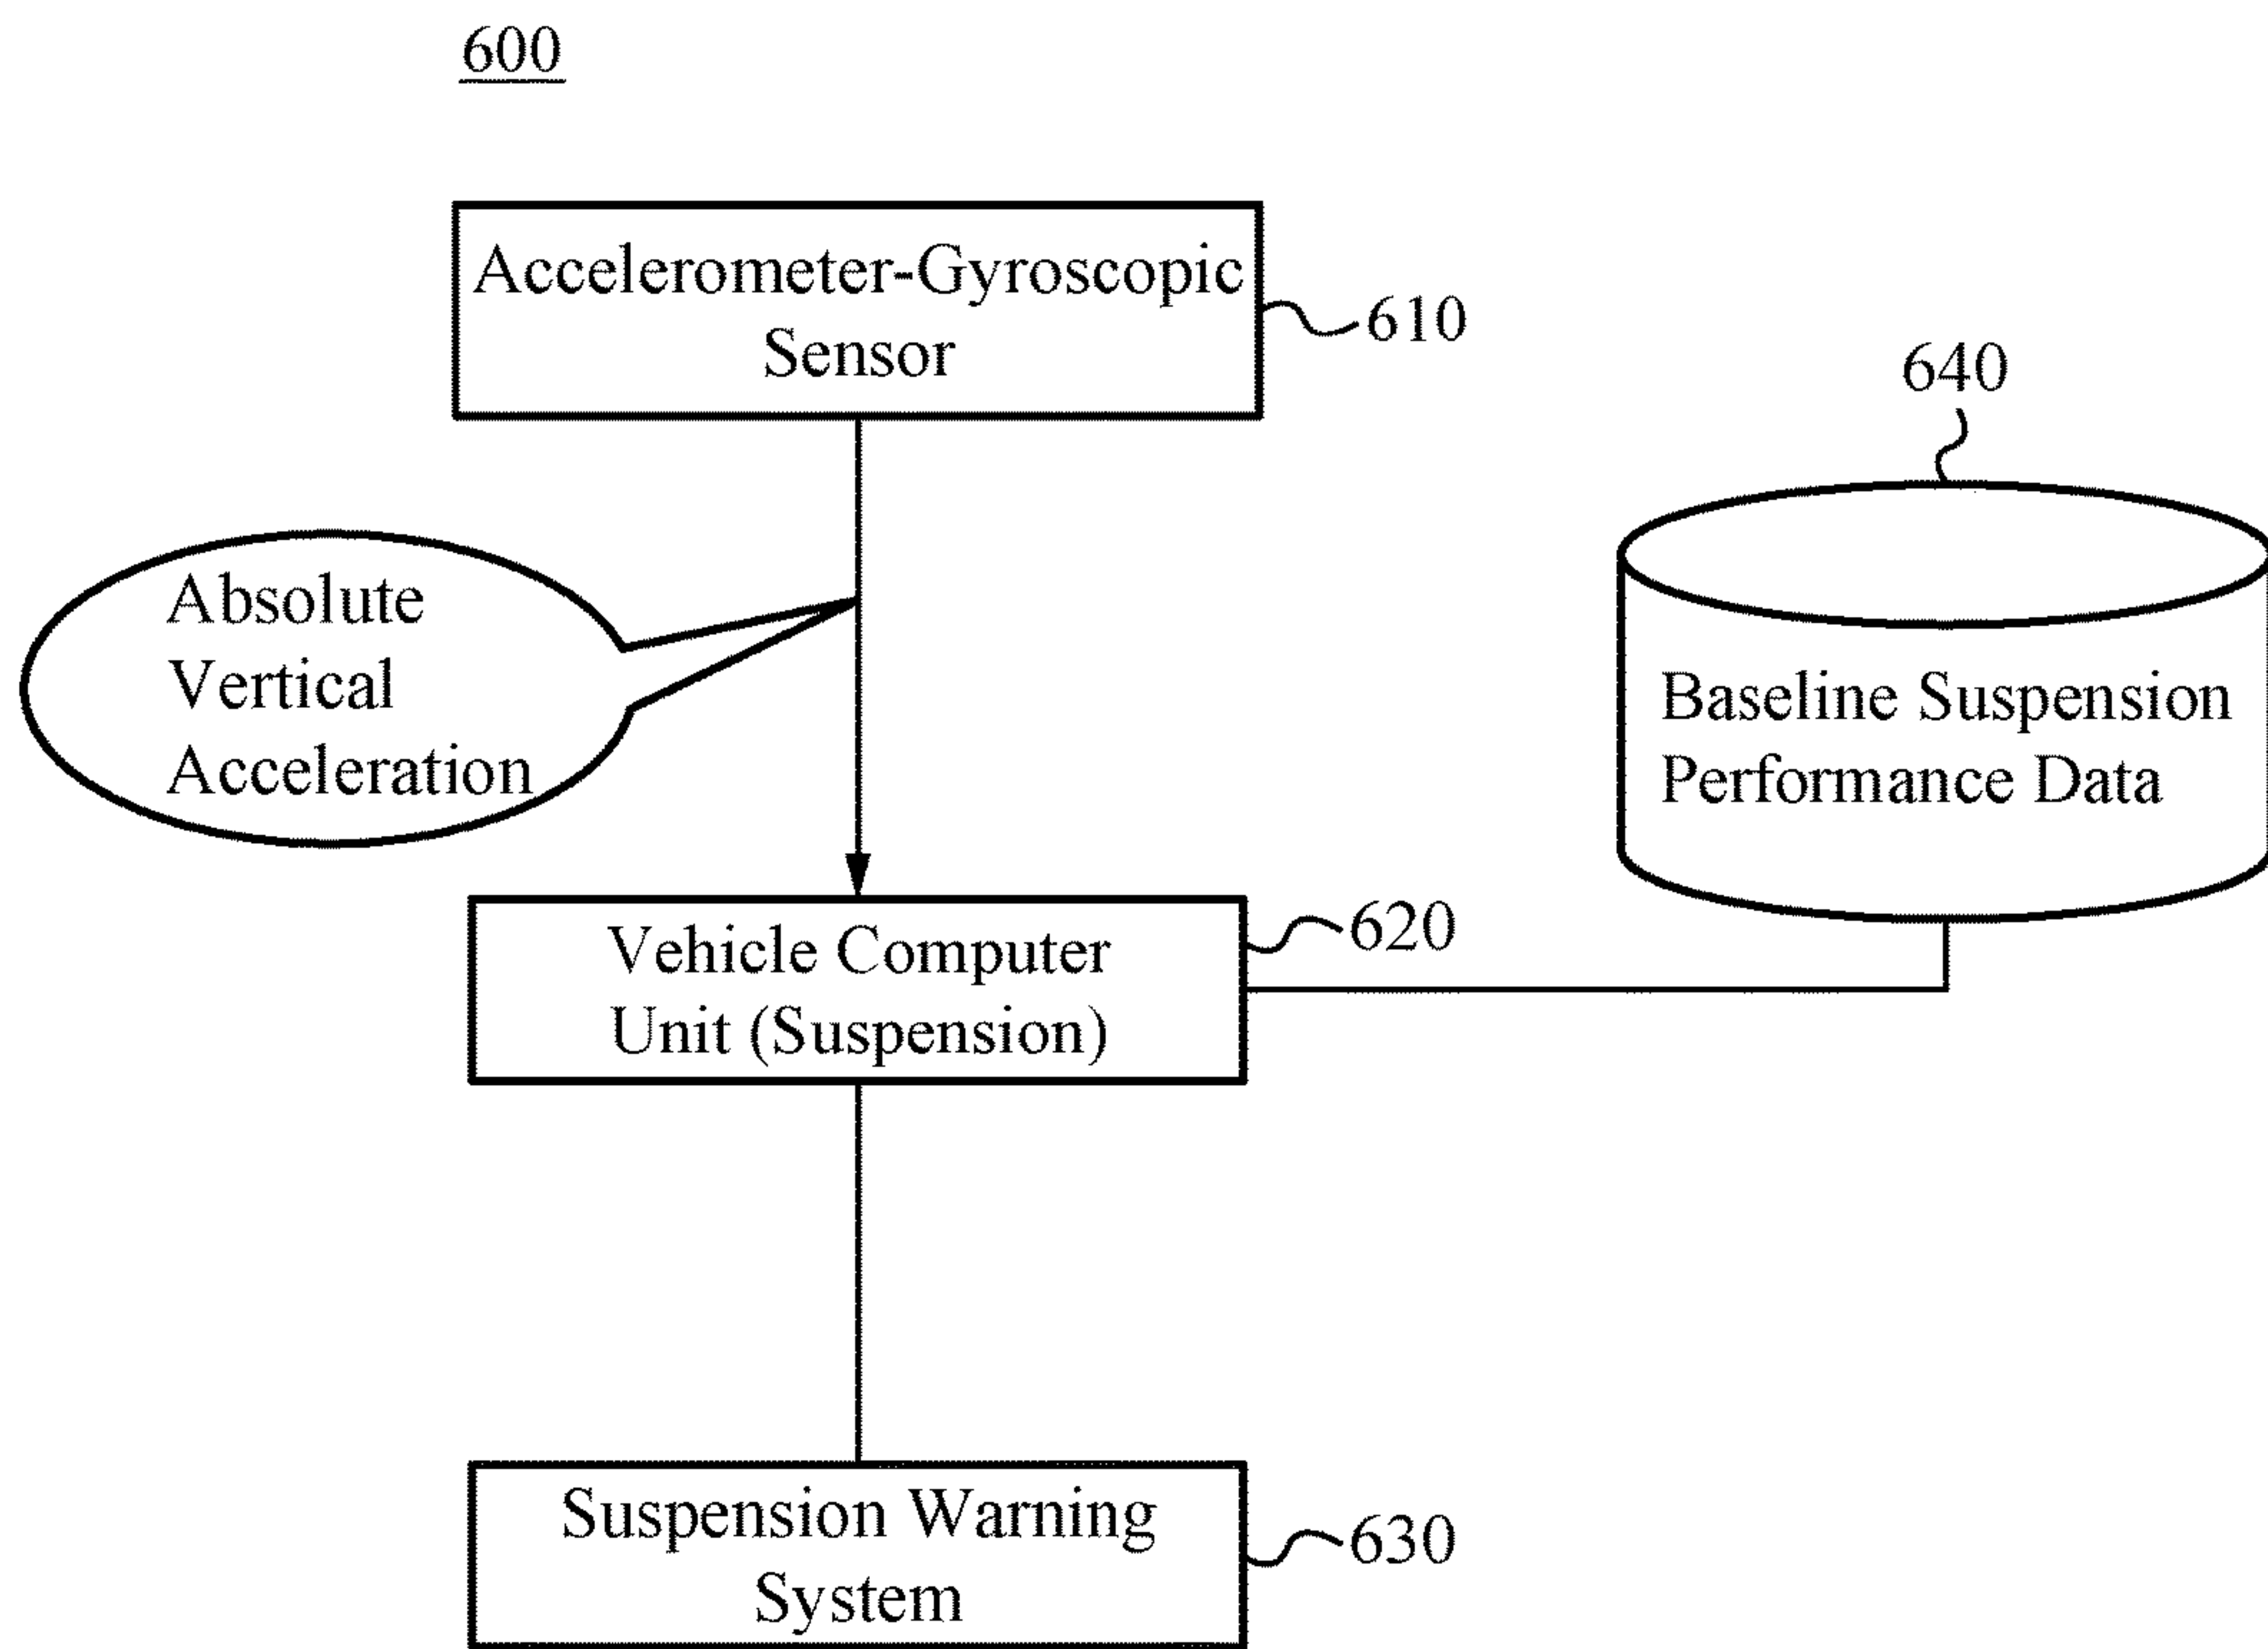 600
Accelerometer-Gyroscopic
Sensor
610
640
Absolute
Vertical
Acceleration
Baseline Suspension
Performance Data
Vehicle Computer
Unit (Suspension)
620
Suspension Warning
System
630